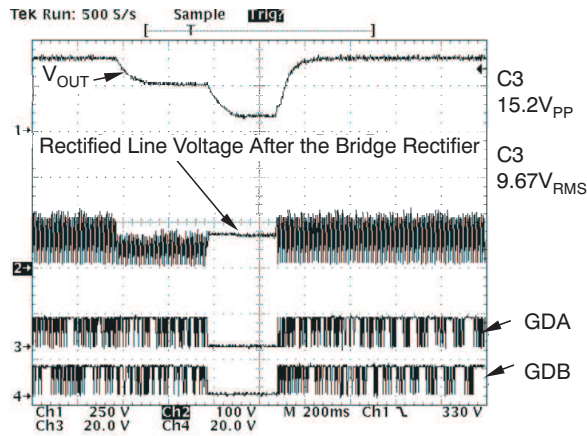 Tek Run: 500 S/s Sample Trig?
T
VOUT
C3
15.2VPP
1→
Rectified Line Voltage After the Bridge Rectifier
C3
9.67VRMS
2→
GDA
3→
GDB
4→
Ch1 250 V Ch2 100 V M 200ms Ch1 330 V
Ch3 20.0 V Ch4 20.0 V